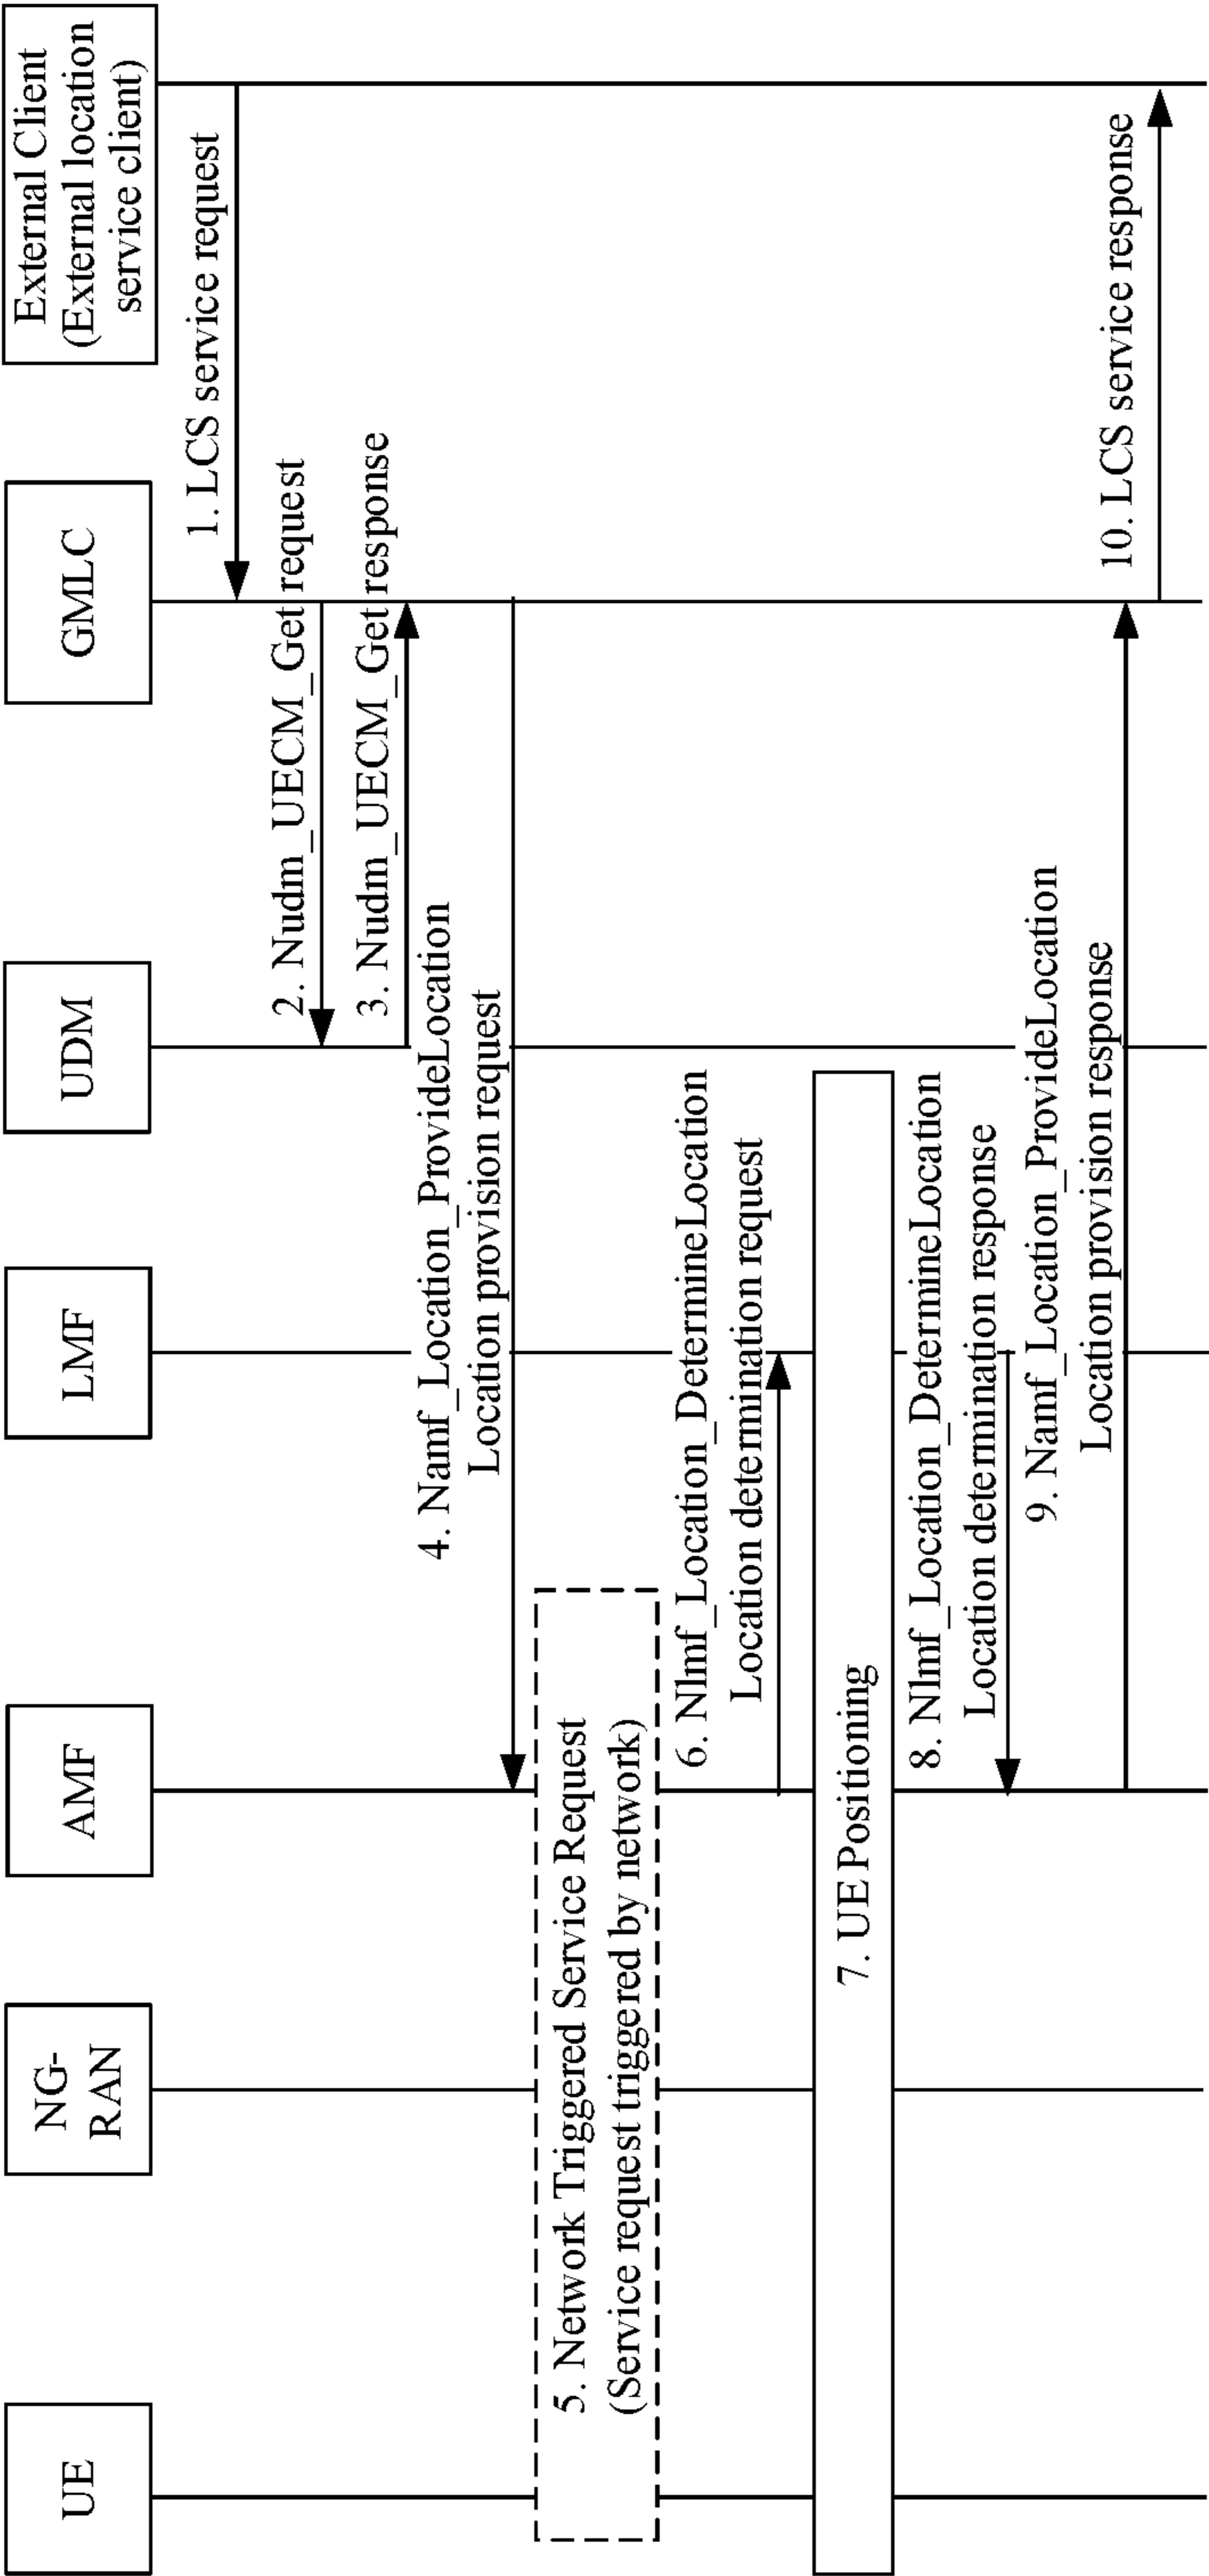 UE
NG-
RAN
AMF
LMF
UDM
GMLC
External Client
(External location
service client)
1. LCS service request
2. Nudm_UECM_Get request
3. Nudm_UECM_Get response
4. Namf_Location_ProvideLocation
Location provision request
5. Network Triggered Service Request
(Service request triggered by network)
6. Nlmf_Location_DetermineLocation
Location determination request
7. UE Positioning
8. Nlmf_Location_DetermineLocation
Location determination response
9. Namf_Location_ProvideLocation
Location provision response
10. LCS service response